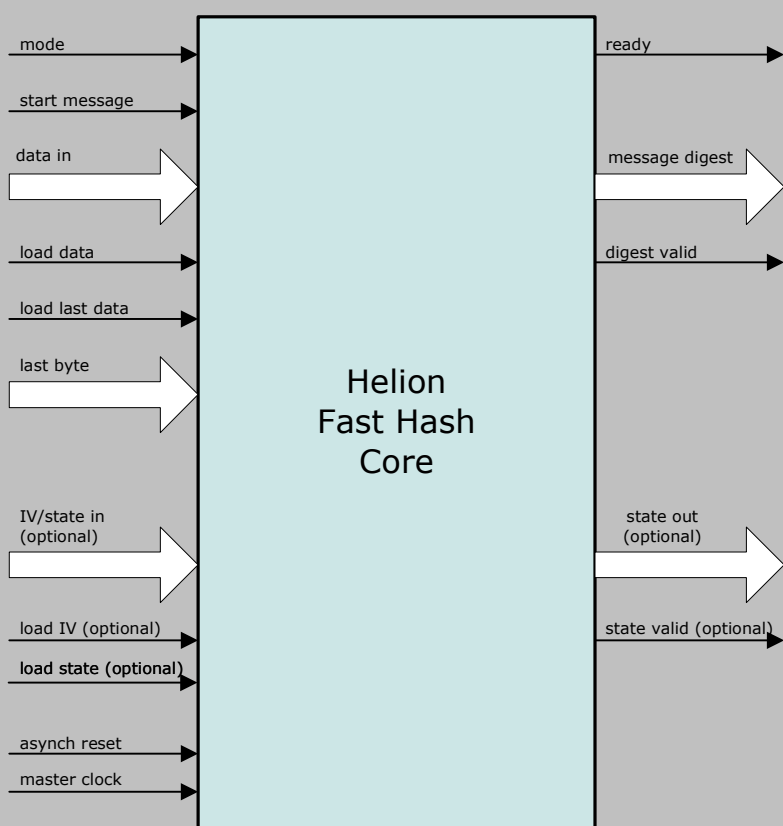 mode
start message
data in
load data
load last data
last byte
IV/state in
(optional)
load IV (optional)
load state (optional)
asynch reset
master clock
Helion
Fast Hash
Core
ready
message digest
digest valid
state out
(optional)
state valid (optional)